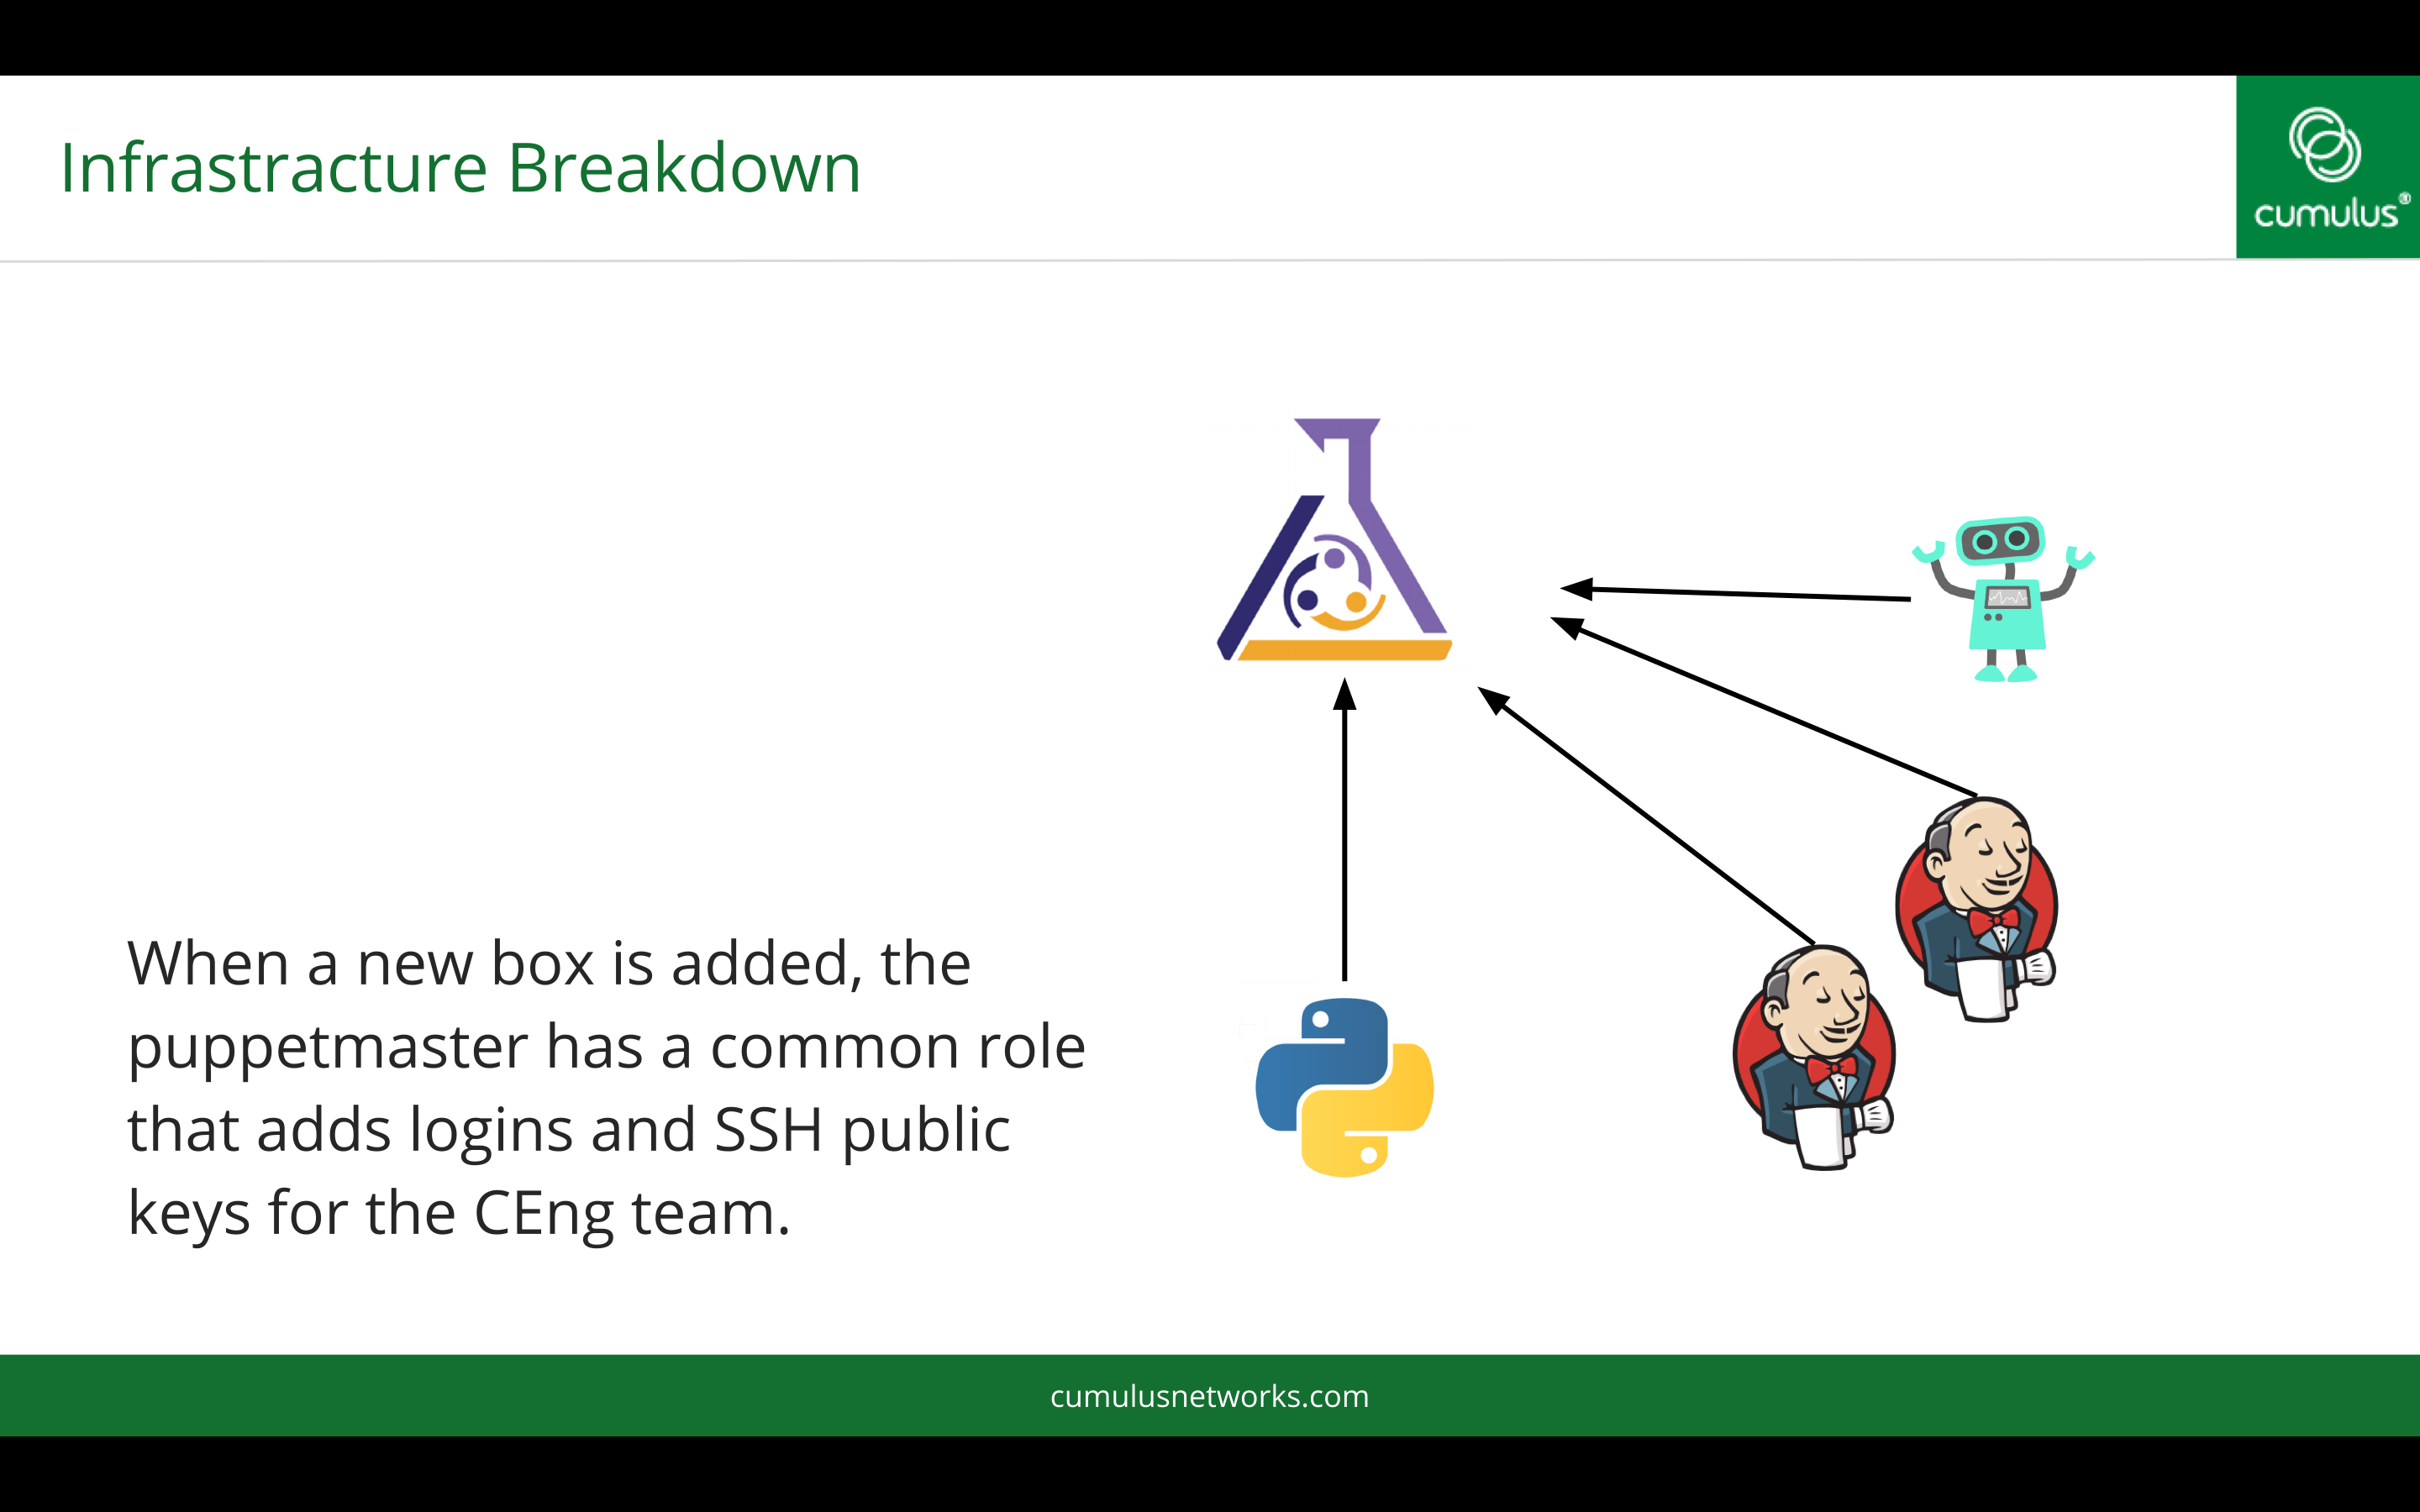 Infrastracture Breakdown
cumulus®
When a new box is added, the
puppetmaster has a common role
that adds logins and SSH public
keys for the CEng team.
cumulusnetworks.com